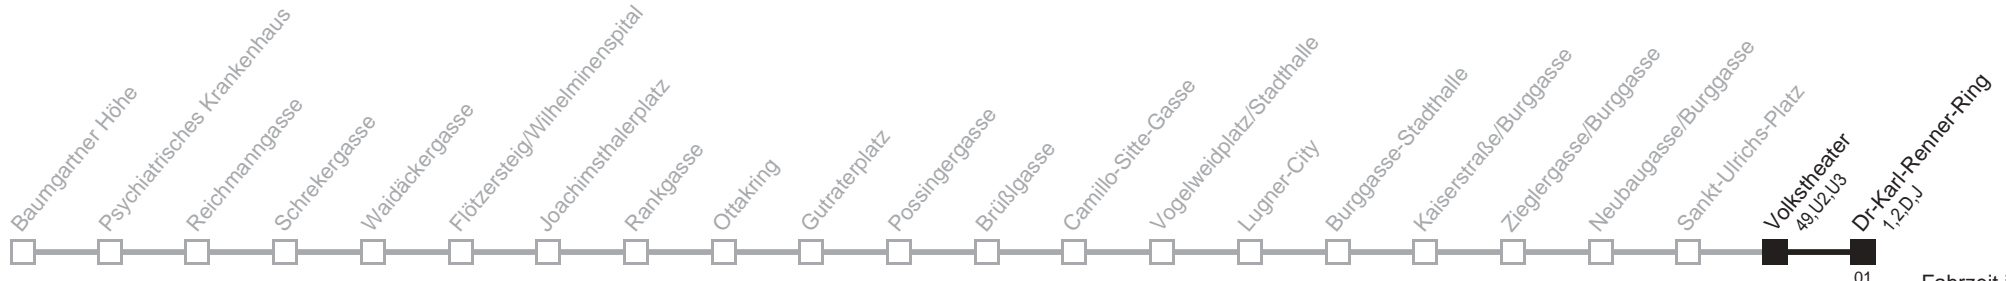 Baumgartner Höhe
Psychiatrisches Krankenhaus
Reichmanngasse
Schrekergasse
Waidäckergasse
Flötzersteig/Wilhelminenspital
Joachimsthalerplatz
Rankgasse
Ottakring
Gutraterplatz
Possingergasse
Brüßlgasse
Camillo-Sitte-Gasse
Vogelweidplatz/Stadthalle
Lugner-City
Burggasse-Stadthalle
Kaiserstraße/Burggasse
Zieglergasse/Burggasse
Neubaugasse/Burggasse
Sankt-Ulrichs-Platz
Volkstheater
49,U2,U3
Dr-Karl-Renner-Ring
1,2,D,J
01
Fahrzeit